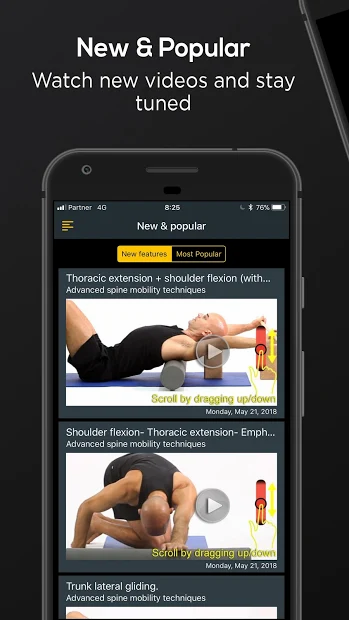 New & Popular
Watch new videos and stay
tuned
Partner 4G 8:25 76%
New & popular
New features Most Popular
Thoracic extension + shoulder flexion (with...
Advanced spine mobility techniques
Scroll by dragging up/down
Monday, May 21, 2018
Shoulder flexion- Thoracic extension- Emph...
Advanced spine mobility techniques
Scroll by dragging up/down
Monday, May 21, 2018
Trunk lateral gliding.
Advanced spine mobility techniques